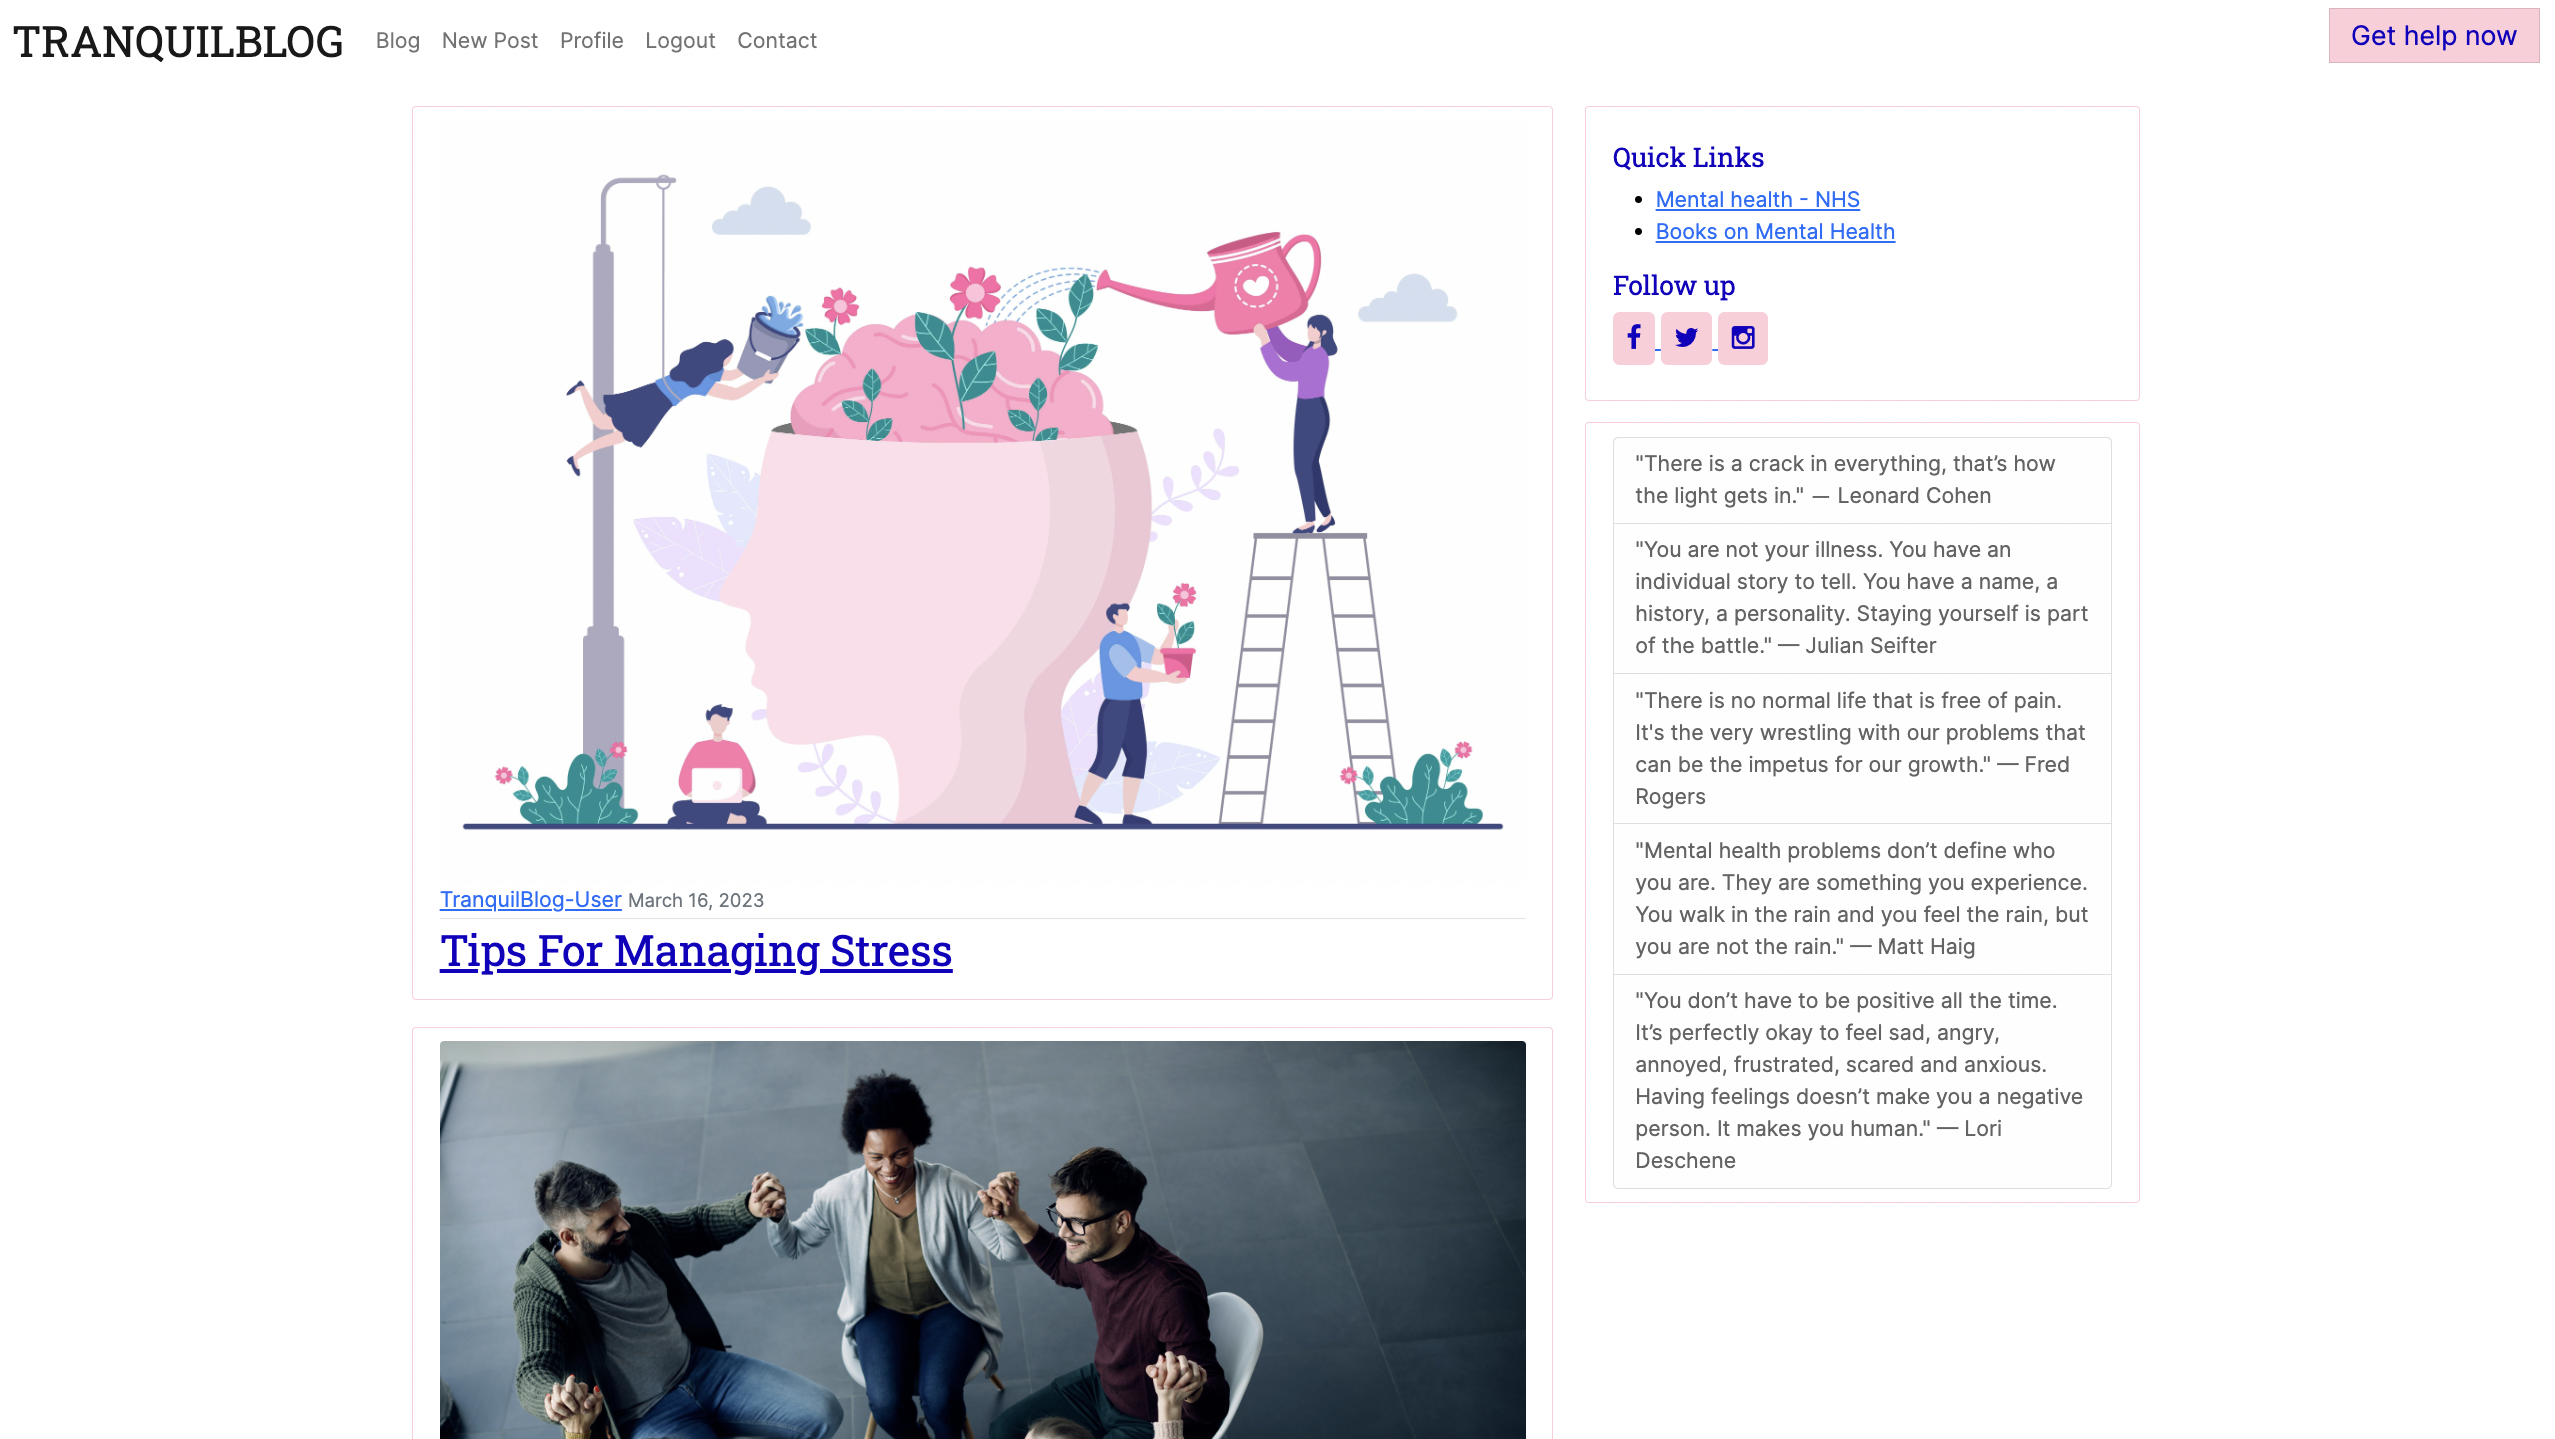 TRANQUILBLOG
Blog
New Post
Profile
Logout
Contact
Get help now
TranquilBlog-User March 16, 2023
Tips For Managing Stress
Quick Links
Mental health - NHS
Books on Mental Health
Follow up
"There is a crack in everything, that’s how
the light gets in." — Leonard Cohen
"You are not your illness. You have an
individual story to tell. You have a name, a
history, a personality. Staying yourself is part
of the battle." — Julian Seifter
"There is no normal life that is free of pain.
It's the very wrestling with our problems that
can be the impetus for our growth." — Fred
Rogers
"Mental health problems don’t define who
you are. They are something you experience.
You walk in the rain and you feel the rain, but
you are not the rain." — Matt Haig
"You don’t have to be positive all the time.
It’s perfectly okay to feel sad, angry,
annoyed, frustrated, scared and anxious.
Having feelings doesn’t make you a negative
person. It makes you human." — Lori
Deschene